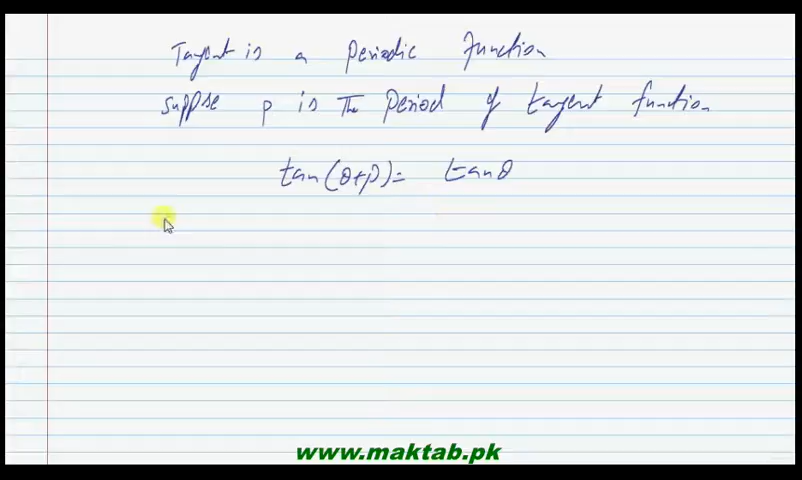 Tangent is a Periodic function
suppose p is The Period of tangent function
tan(θ+p)= tanθ
www.maktab.pk